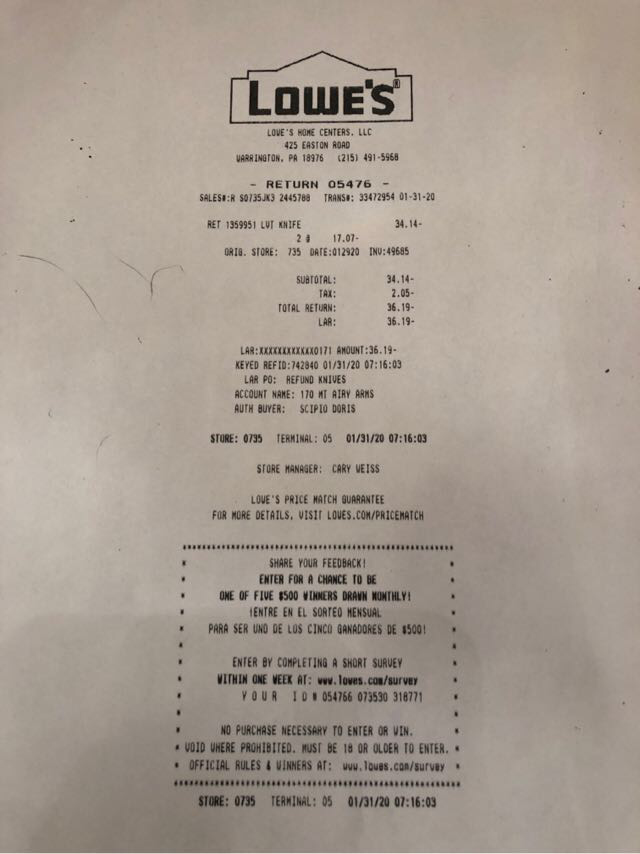 LOWE'S®
LOWE'S HOME CENTERS, LLC
425 EASTON ROAD
WARRINGTON, PA 18976 (215) 491-5968
- RETURN 05476 -
SALES#:R S0735JK3 2445788 TRANS#: 33472954 01-31-20
RET 1359951 LVT KNIFE 34.14-
2 @ 17.07-
ORIG. STORE: 735 DATE:012920 INV:49685
SUBTOTAL: 34.14-
TAX: 2.05-
TOTAL RETURN: 36.19-
LAR: 36.19-
LAR:XXXXXXXXXXXX0171 AMOUNT:36.19-
KEYED REFID:742840 01/31/20 07:16:03
LAR PO: REFUND KNIVES
ACCOUNT NAME: 170 MT AIRY ARMS
AUTH BUYER: SCIPIO DORIS
STORE: 0735 TERMINAL: 05 01/31/20 07:16:03
STORE MANAGER: CARY WEISS
LOWE'S PRICE MATCH GUARANTEE
FOR MORE DETAILS, VISIT LOWES.COM/PRICEMATCH
SHARE YOUR FEEDBACK!
ENTER FOR A CHANCE TO BE
ONE OF FIVE $500 WINNERS DRAWN MONTHLY!
¡ENTRE EN EL SORTEO MENSUAL
PARA SER UNO DE LOS CINCO GANADORES DE $500!
ENTER BY COMPLETING A SHORT SURVEY
WITHIN ONE WEEK AT: www.lowes.com/survey
Y O U R I D # 054766 073530 318771
NO PURCHASE NECESSARY TO ENTER OR WIN.
VOID WHERE PROHIBITED. MUST BE 18 OR OLDER TO ENTER.
OFFICIAL RULES & WINNERS AT: www.lowes.com/survey
STORE: 0735 TERMINAL: 05 01/31/20 07:16:03